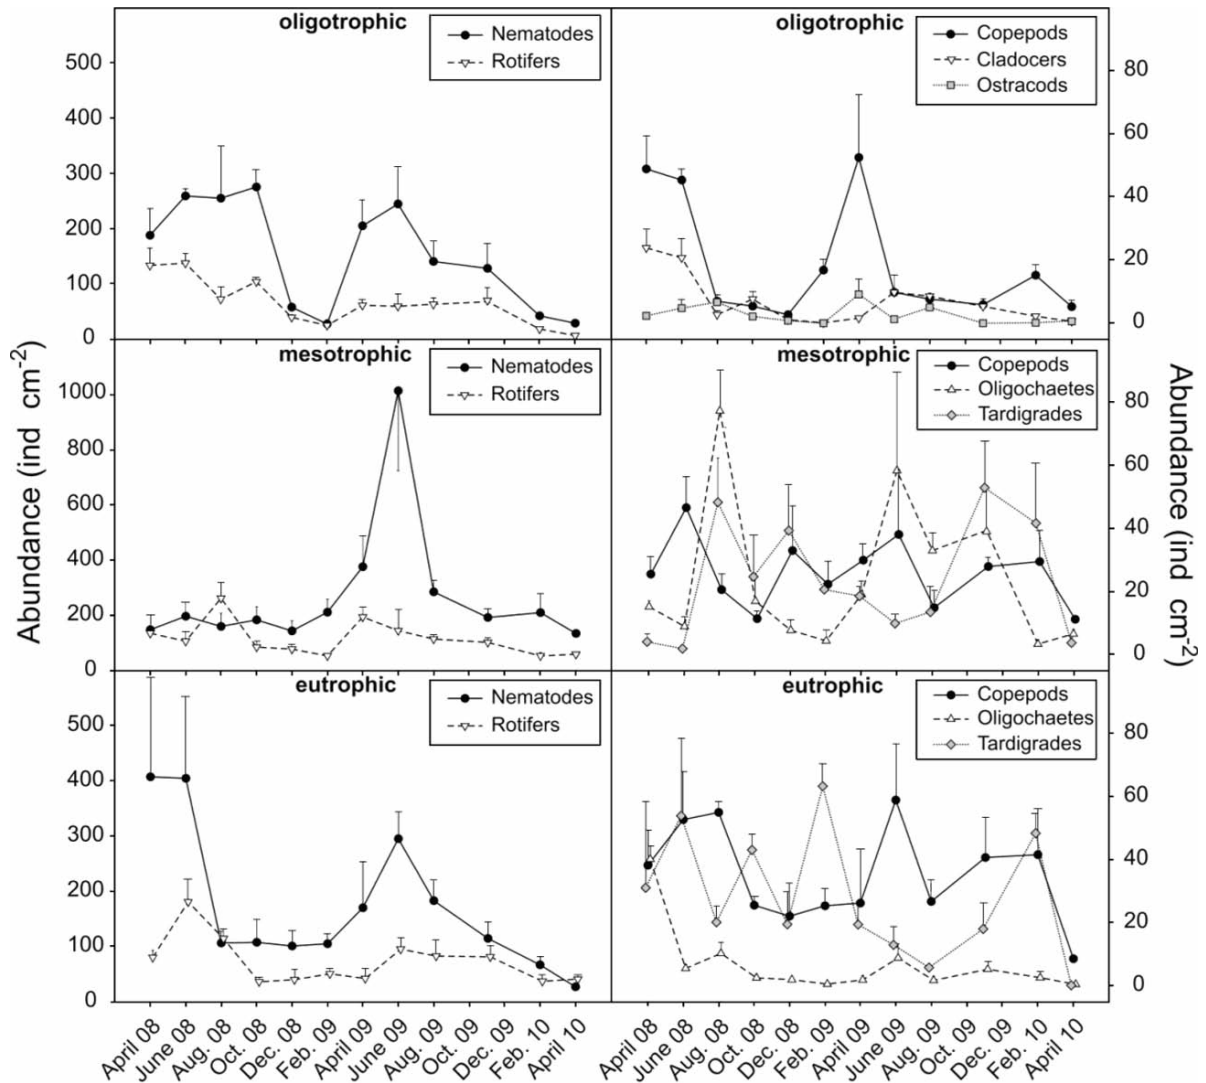 oligotrophic
Nematodes
Rotifers
500
400
300
200
100
0
oligotrophic
Copepods
Cladocers
Ostracods
80
60
40
20
0
mesotrophic
Nematodes
Rotifers
1000
800
600
400
200
0
mesotrophic
Copepods
Oligochaetes
Tardigrades
80
60
40
20
0
Abundance (ind cm-2)
Abundance (ind cm-2)
eutrophic
Nematodes
Rotifers
500
400
300
200
100
0
eutrophic
Copepods
Oligochaetes
Tardigrades
80
60
40
20
0
April 08
June 08
Aug. 08
Oct. 08
Dec. 08
Feb. 09
April 09
June 09
Aug. 09
Oct. 09
Dec. 09
Feb. 10
April 10
April 08
June 08
Aug. 08
Oct. 08
Dec. 08
Feb. 09
April 09
June 09
Aug. 09
Oct. 09
Dec. 09
Feb. 10
April 10